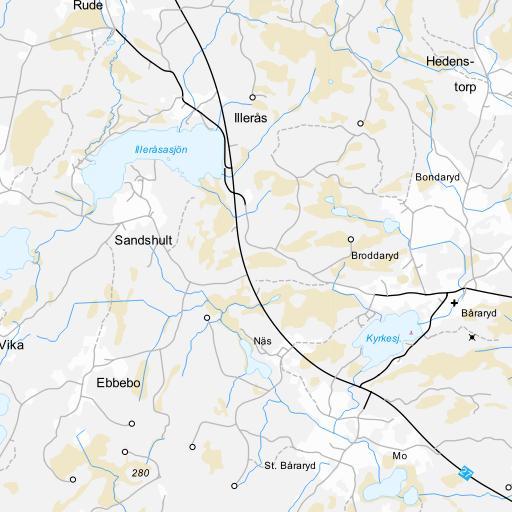 Rude
Hedens-
torp
Illerås
Illeråsasjön
Bondaryd
Sandshult
Broddaryd
Båraryd
Kyrkesj.
Näs
Vika
Ebbebo
Mo
St. Båraryd
280
27